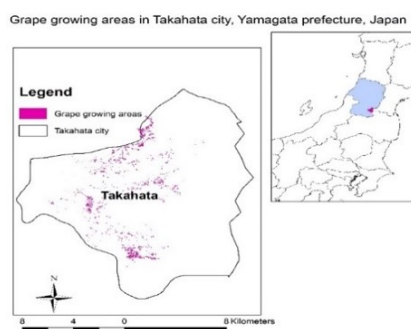 Grape growing areas in Takahata city, Yamagata prefecture, Japan
Legend
Grape growing areas
Takahata city
Takahata
N
8 4 0 8 Kilometers